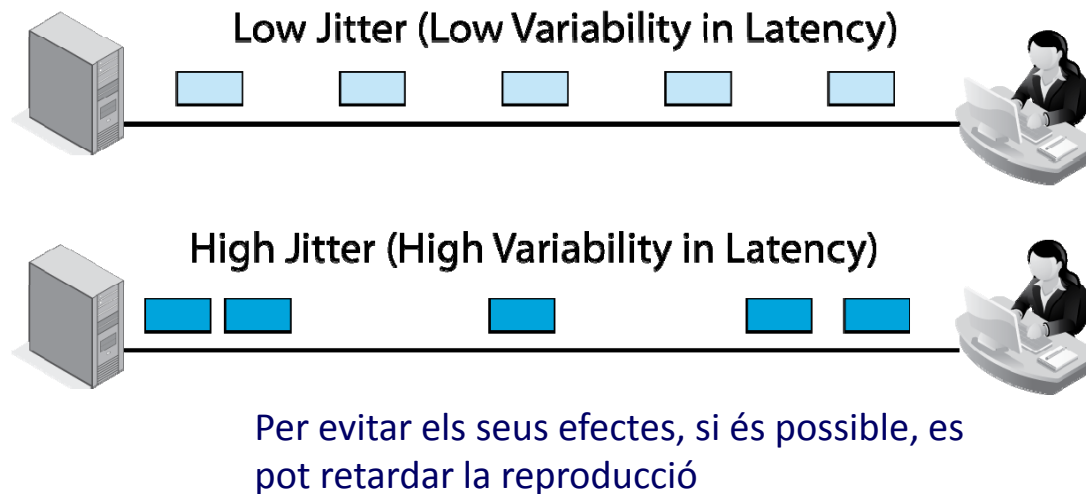 Low Jitter (Low Variability in Latency)
High Jitter (High Variability in Latency)
Per evitar els seus efectes, si és possible, es
pot retardar la reproducció